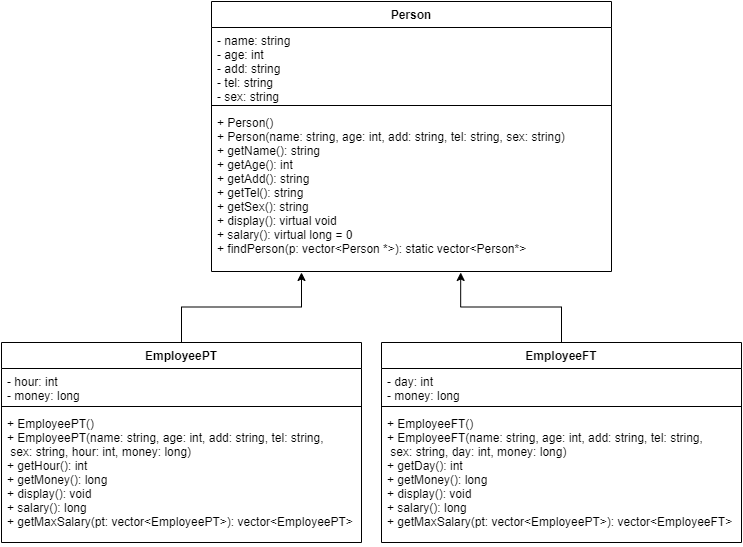 Person
- name: string
- age: int
- add: string
- tel: string
- sex: string
+ Person()
+ Person(name: string, age: int, add: string, tel: string, sex: string)
+ getName(): string
+ getAge(): int
+ getAdd(): string
+ getTel(): string
+ getSex(): string
+ display(): virtual void
+ salary(): virtual long = 0
+ findPerson(p: vector<Person *>): static vector<Person*>
EmployeePT
- hour: int
- money: long
+ EmployeePT()
+ EmployeePT(name: string, age: int, add: string, tel: string,
sex: string, hour: int, money: long)
+ getHour(): int
+ getMoney(): long
+ display(): void
+ salary(): long
+ getMaxSalary(pt: vector<EmployeePT>): vector<EmployeePT>
EmployeeFT
- day: int
- money: long
+ EmployeeFT()
+ EmployeeFT(name: string, age: int, add: string, tel: string,
sex: string, day: int, money: long)
+ getDay(): int
+ getMoney(): long
+ display(): void
+ salary(): long
+ getMaxSalary(pt: vector<EmployeePT>): vector<EmployeeFT>